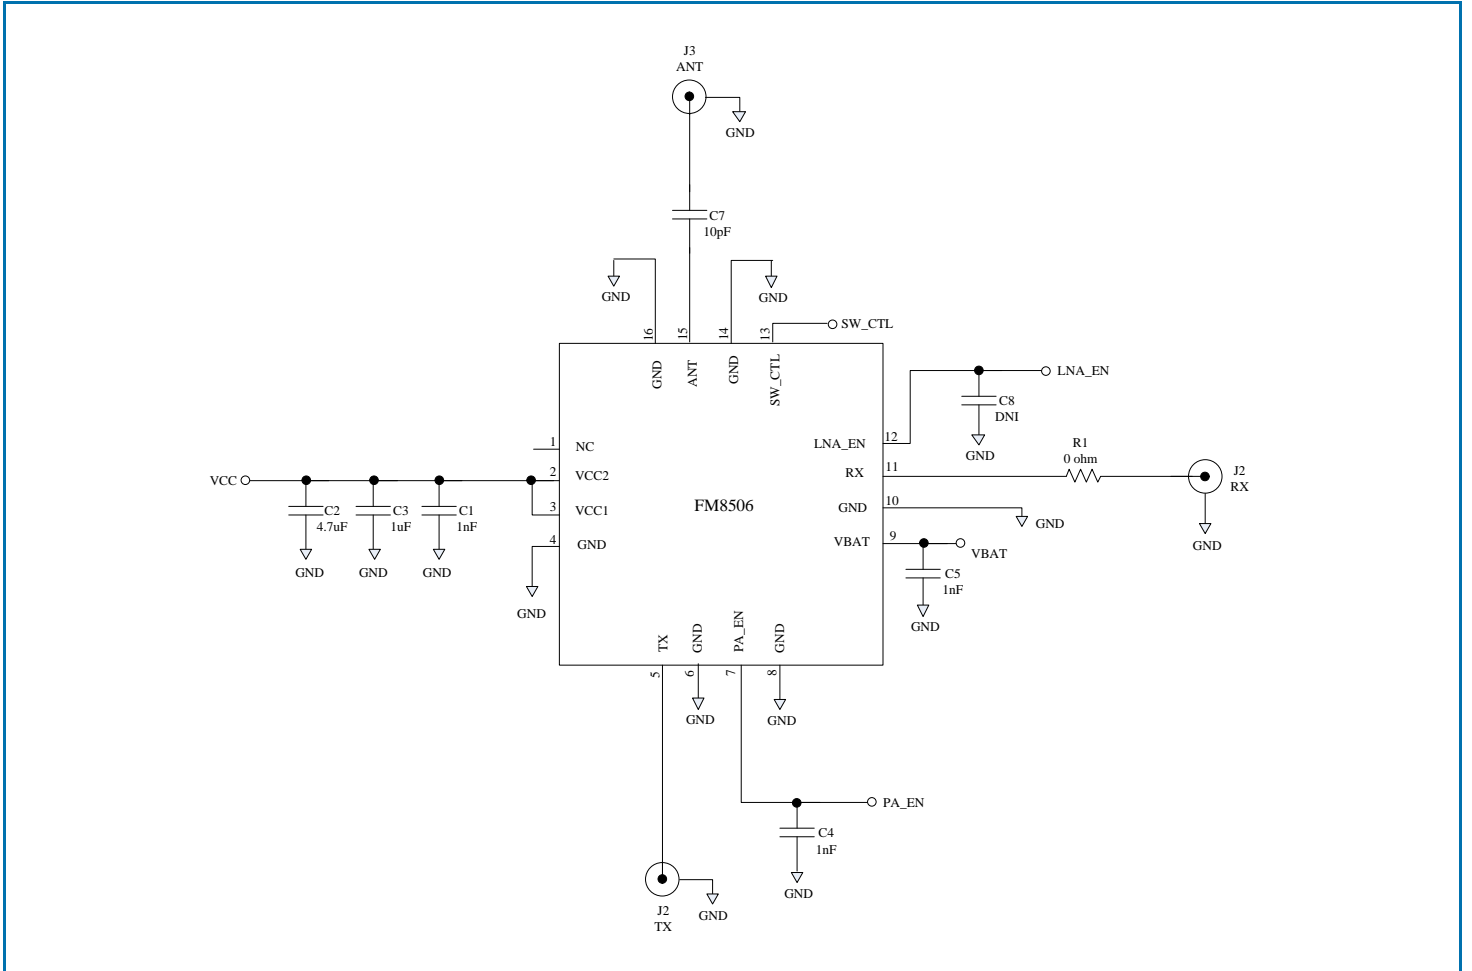 J3
ANT
GND
C7
10pF
GND
GND
16
15
14
13
SW_CTL
GND
ANT
GND
SW_CTL
LNA_EN
C8
DNI
GND
1
NC
LNA_EN
12
R1
0 ohm
VCC
2
VCC2
RX
11
J2
RX
C2
4.7uF
C3
1uF
C1
1nF
3
VCC1
FM8506
GND
10
GND
GND
4
GND
VBAT
9
VBAT
GND
GND
GND
C5
1nF
GND
GND
TX
GND
PA_EN
GND
5
6
7
8
GND
GND
PA_EN
C4
1nF
GND
J2
TX
GND